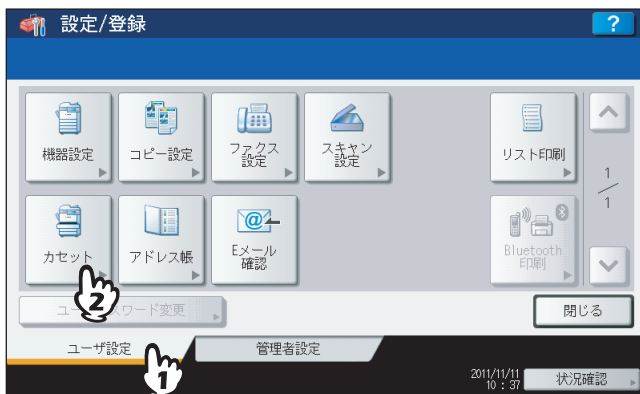 設定/登録
?
機器設定
コピー設定
ファクス
設定
スキャン
設定
リスト印刷
1
1
カセット
アドレス帳
Eメール
確認
Bluetooth
印刷
2
ワード変更
閉じる
ユーザ設定
管理者設定
1
2011/11/11
10 : 37
状況確認